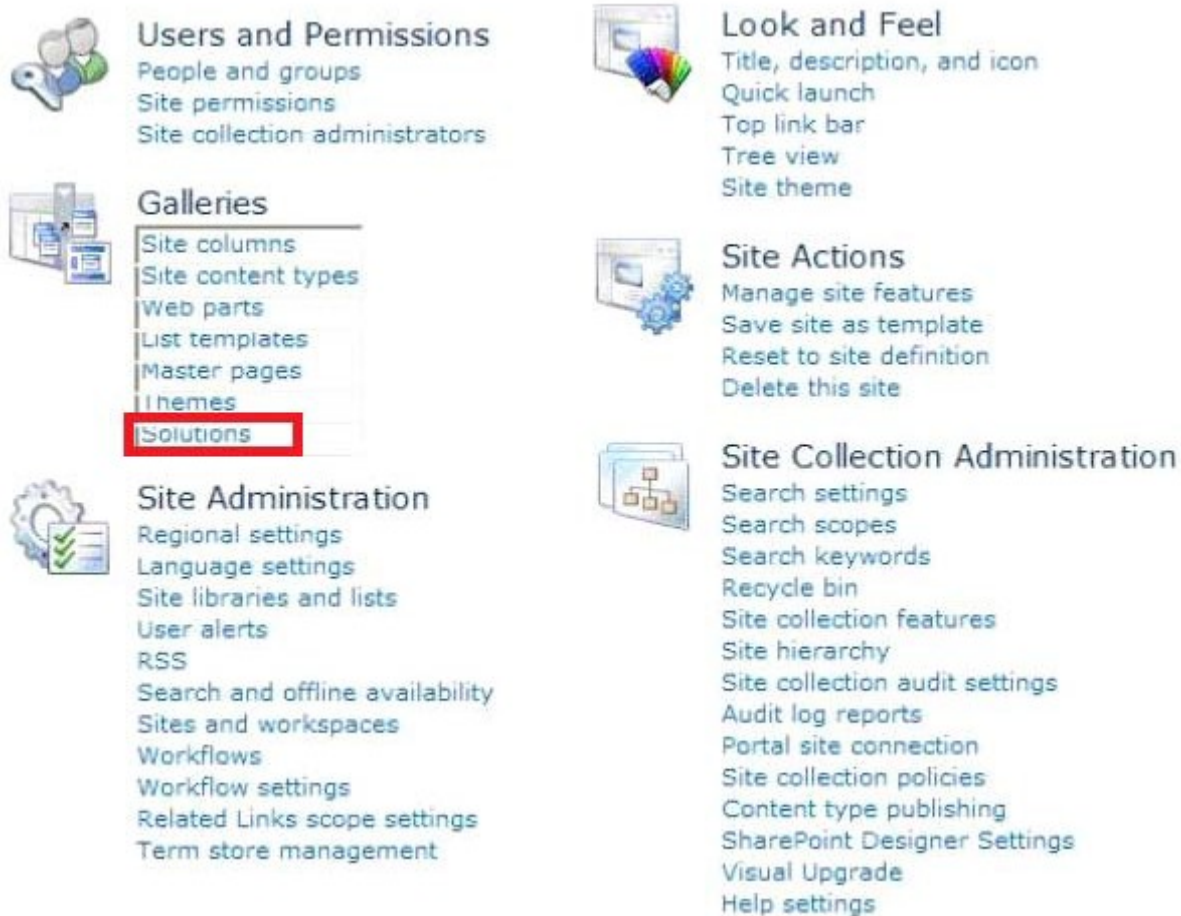 Users and Permissions
People and groups
Site permissions
Site collection administrators
Galleries
Site columns
Site content types
Web parts
List templates
Master pages
Themes
Solutions
Site Administration
Regional settings
Language settings
Site libraries and lists
User alerts
RSS
Search and offline availability
Sites and workspaces
Workflows
Workflow settings
Related Links scope settings
Term store management
Look and Feel
Title, description, and icon
Quick launch
Top link bar
Tree view
Site theme
Site Actions
Manage site features
Save site as template
Reset to site definition
Delete this site
Site Collection Administration
Search settings
Search scopes
Search keywords
Recycle bin
Site collection features
Site hierarchy
Site collection audit settings
Audit log reports
Portal site connection
Site collection policies
Content type publishing
SharePoint Designer Settings
Visual Upgrade
Help settings